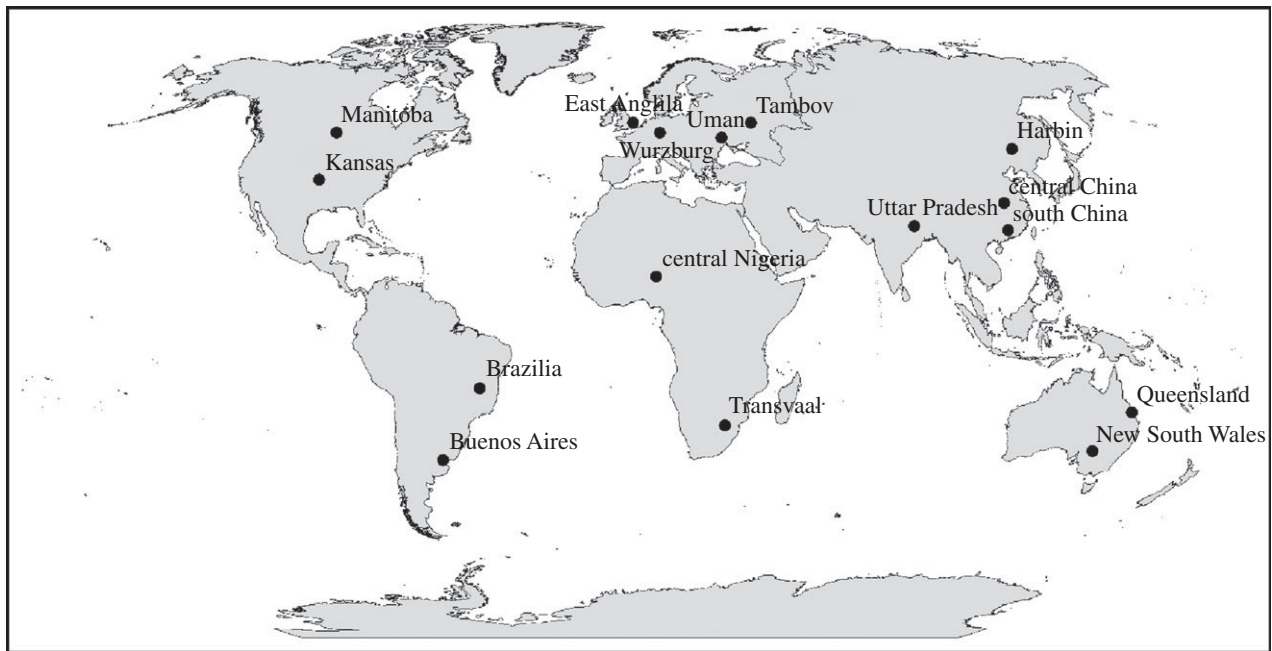 East Anglila
Tambov
Manitoba
Uman
Harbin
Wurzburg
Kansas
central China
Uttar Pradesh
south China
central Nigeria
Brazilia
Queensland
Transvaal
New South Wales
Buenos Aires